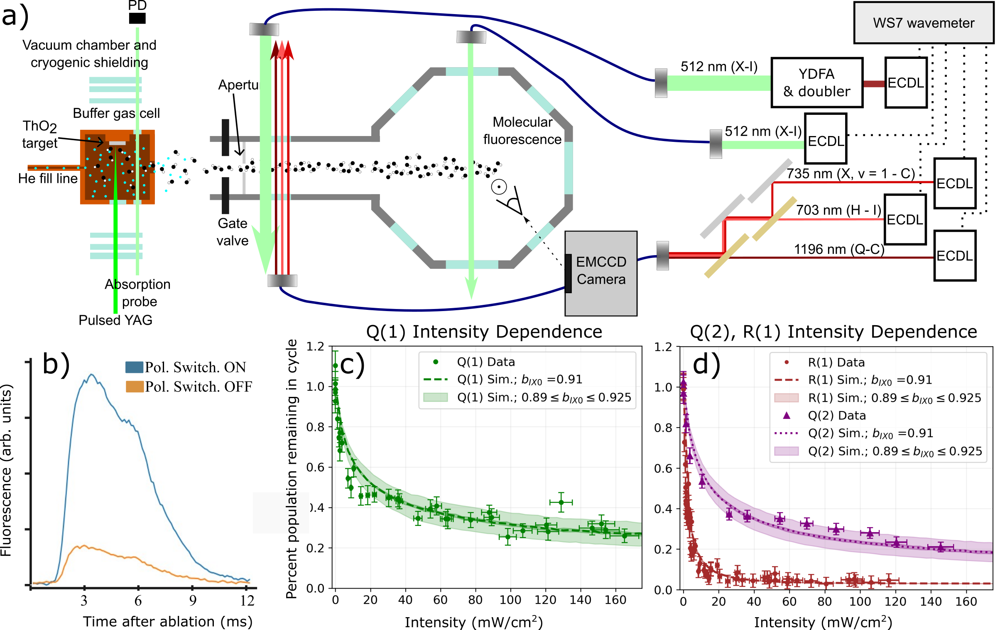 a)
PD
Vacuum chamber and
cryogenic shielding
Buffer gas cell
ThO2
target
He fill line
Absorption
probe
Pulsed YAG
Apertu
Gate
valve
Molecular
fluorescence
EMCCD
Camera
WS7 wavemeter
512 nm (X-I)
YDFA
& doubler
ECDL
512 nm (X-I)
ECDL
735 nm (X, v = 1 - C)
ECDL
703 nm (H - I)
ECDL
1196 nm (Q-C)
ECDL
b)
Pol. Switch. ON
Pol. Switch. OFF
Fluorescence (arb. units)
3 6 9 12
Time after ablation (ms)
Q(1) Intensity Dependence
c)
Q(1) Data
Q(1) Sim.; bIX0 =0.91
Q(1) Sim.; 0.89 ≤ bIX0 ≤ 0.925
Percent population remaining in cycle
1.2
1.0
0.8
0.6
0.4
0.2
0.0
0 20 40 60 80 100 120 140 160
Intensity (mW/cm²)
Q(2), R(1) Intensity Dependence
d)
R(1) Data
R(1) Sim.; bIX0 =0.91
R(1) Sim.; 0.89 ≤ bIX0 ≤ 0.925
Q(2) Data
Q(2) Sim.; bIX0 =0.91
Q(2) Sim.; 0.89 ≤ bIX0 ≤ 0.925
1.2
1.0
0.8
0.6
0.4
0.2
0.0
0 20 40 60 80 100 120 140 160
Intensity (mW/cm²)